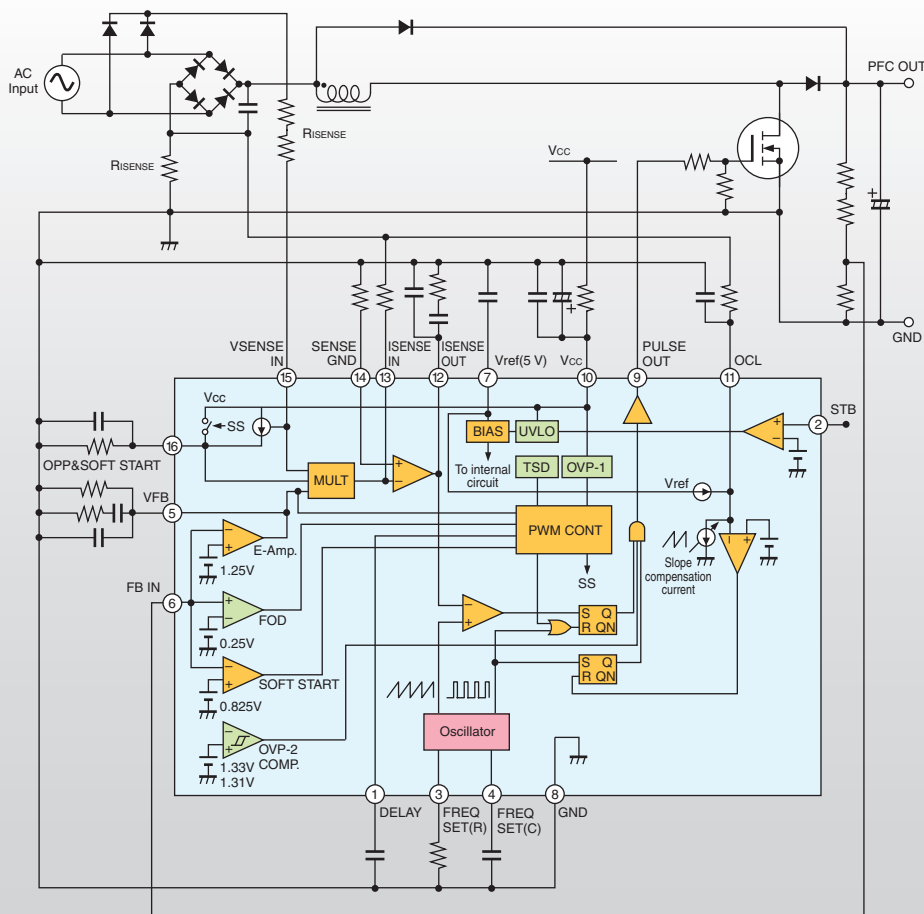 AC
Input
PFC OUT
RISENSE
RISENSE
VCC
+
+
GND
VSENSE
IN
SENSE
GND
ISENSE
IN
ISENSE
OUT
Vref(5 V)
VCC
PULSE
OUT
OCL
15
14
13
12
7
10
9
11
Vcc
SS
BIAS
UVLO
+
−
2
STB
16
OPP&SOFT START
MULT
+
−
To internal
circuit
TSD
OVP-1
Vref
VFB
5
−
+
E-Amp.
1.25V
PWM CONT
SS
−
+
Slope
compensation
current
FB IN
6
+
−
FOD
0.25V
−
+
S Q
R QN
−
+
SOFT START
0.825V
S Q
R QN
Oscillator
OVP-2
COMP.
1.33V
1.31V
1
3
4
8
DELAY
FREQ
SET(R)
FREQ
SET(C)
GND